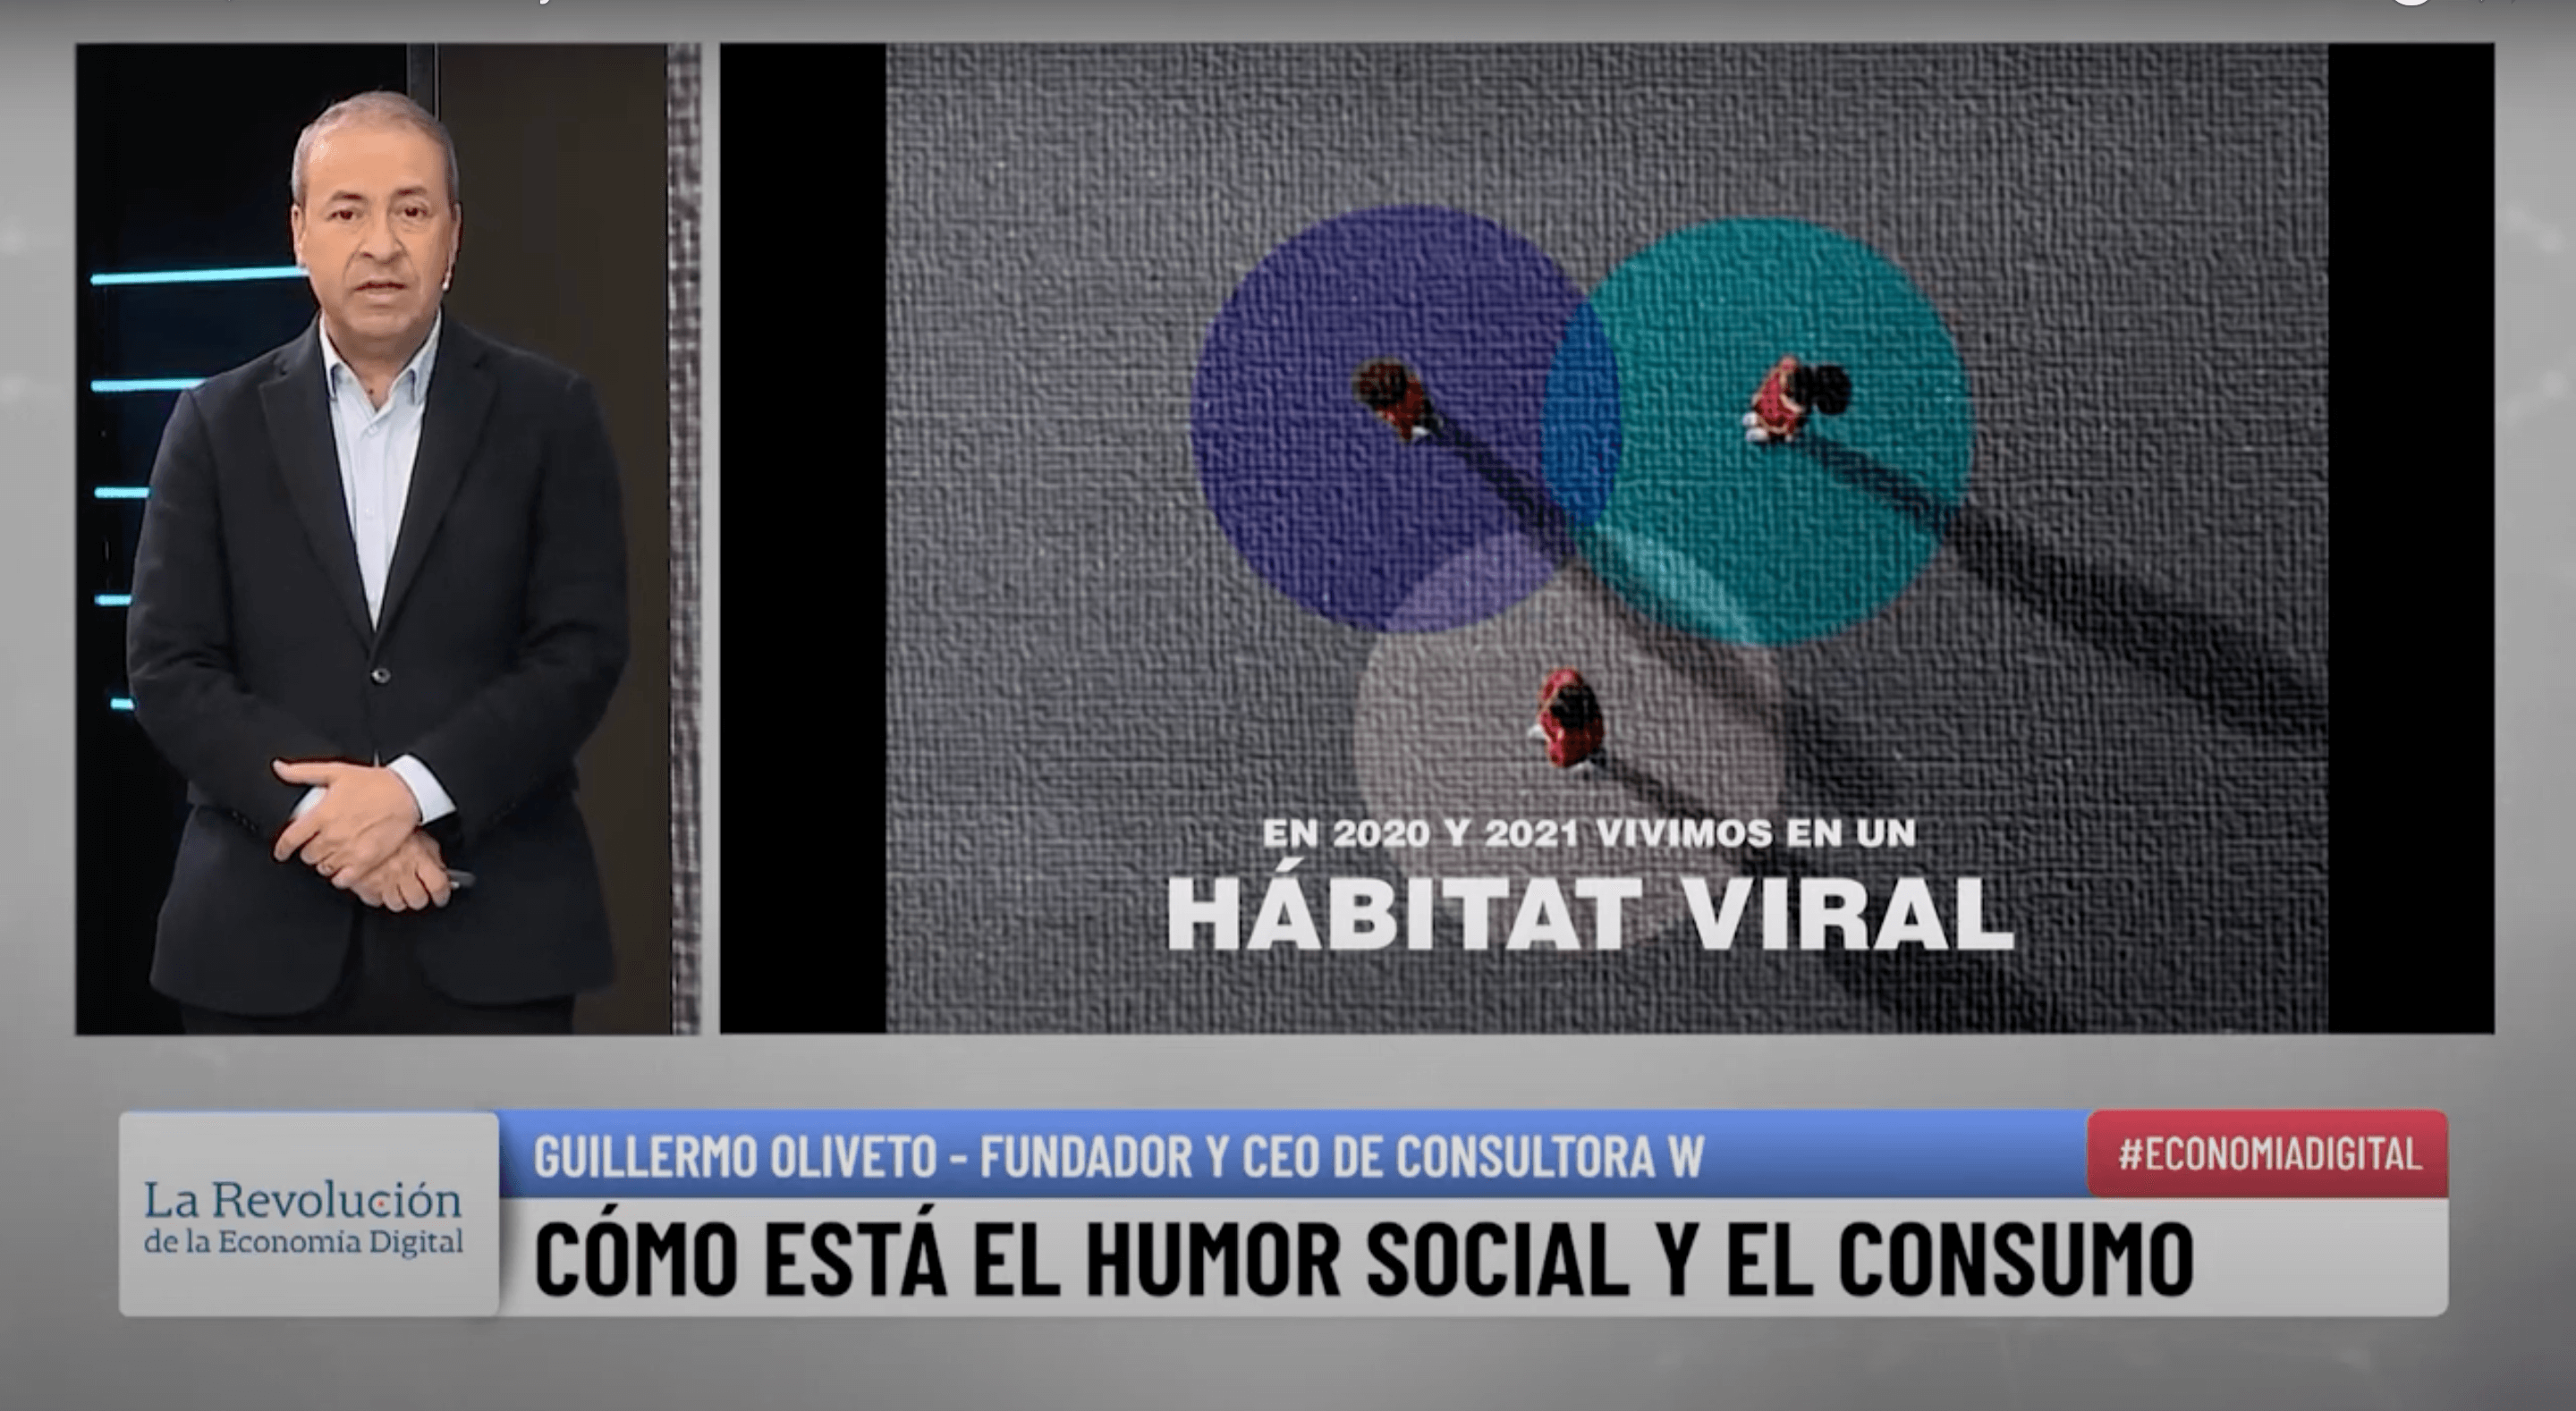 EN 2020 Y 2021 VIVIMOS EN UN
HÁBITAT VIRAL
GUILLERMO OLIVETO - FUNDADOR Y CEO DE CONSULTORA W
#ECONOMIADIGITAL
La Revolución
de la Economía Digital
CÓMO ESTÁ EL HUMOR SOCIAL Y EL CONSUMO